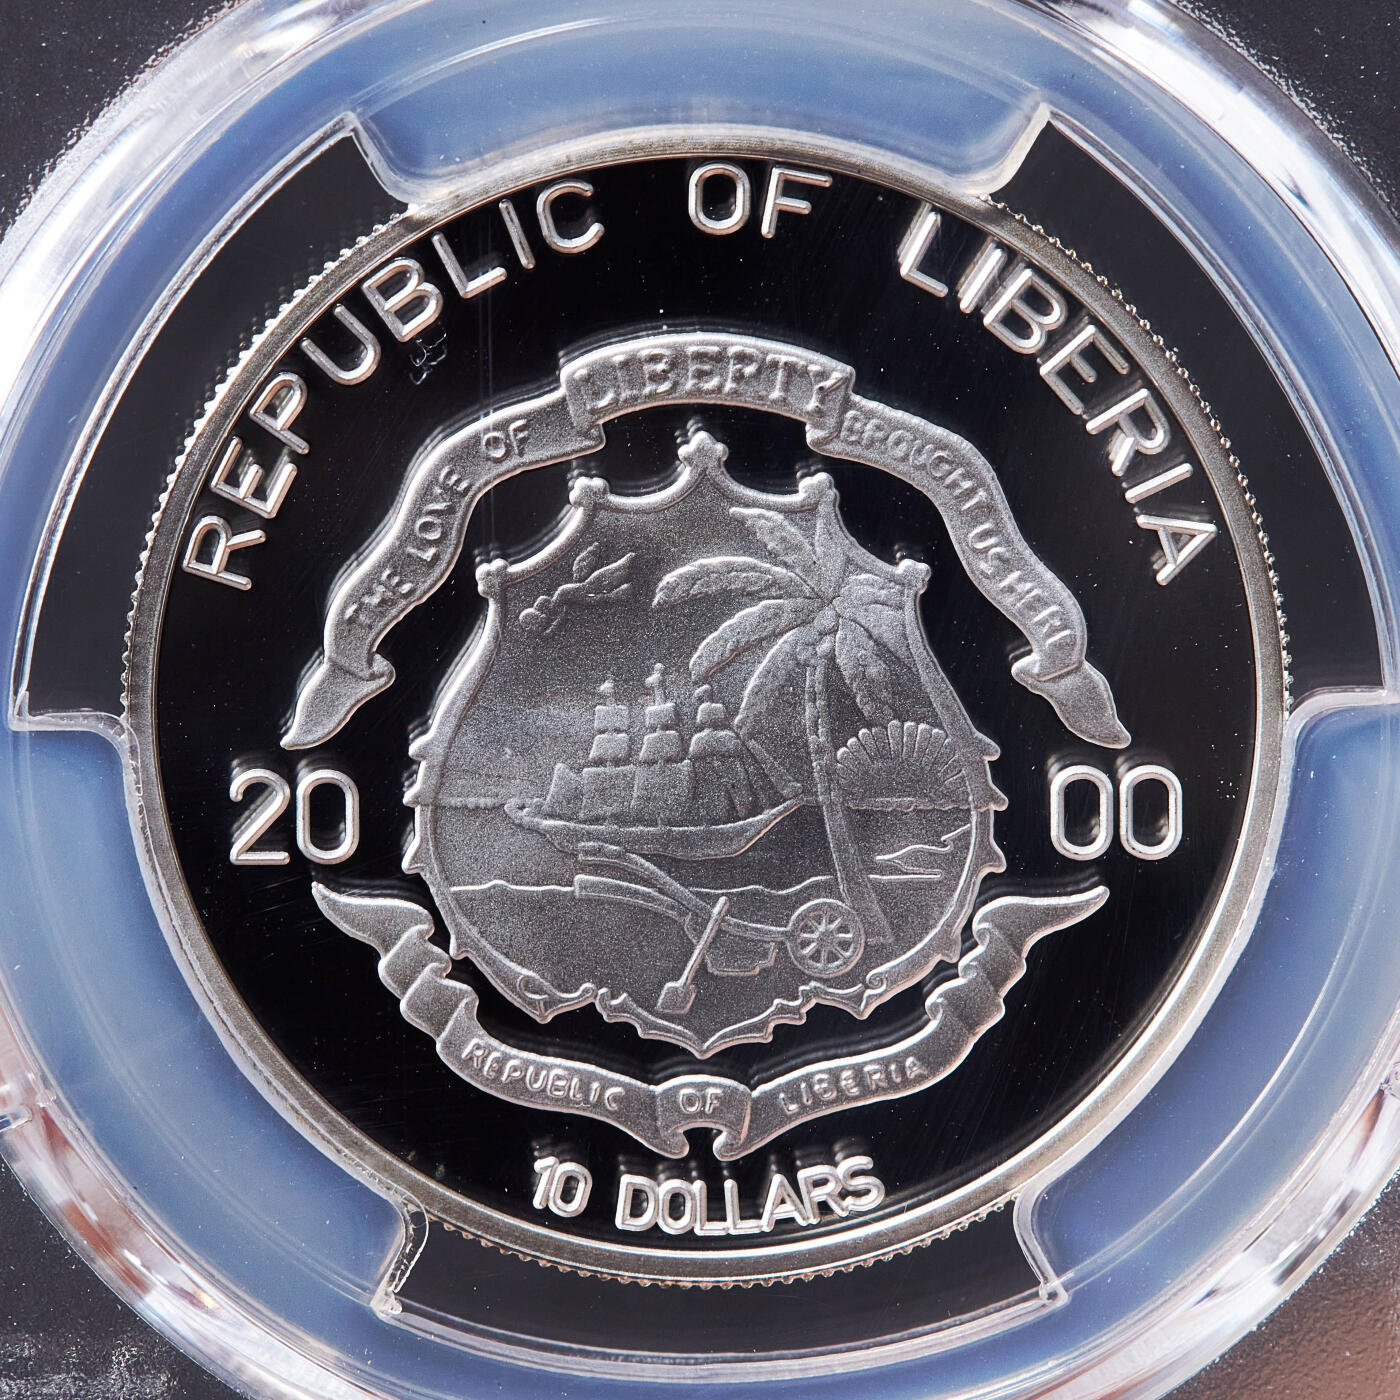 REPUBLIC OF LIBERIA
THE LOVE OF LIBERTY BROUGHT US HERE
20 00
REPUBLIC OF LIBERIA
10 DOLLARS